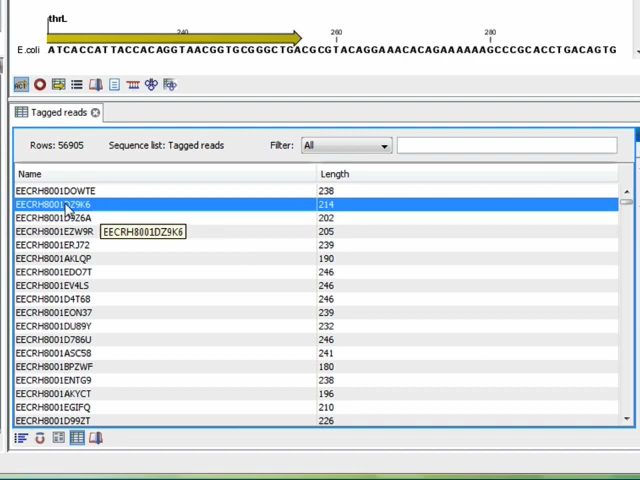 thrL
240 260 280
E.coli ATCACCATTACCACAGGTAACGGTGCGGGCTGACGCGTACAGGAAACACAGAAAAAAGCCCGCACCTGACAGTG
Tagged reads
Rows: 56905 Sequence list: Tagged reads Filter: All
Name Length
EECRH8001DOWTE 238
EECRH8001DZ9K6 214
EECRH8001D9Z6A 202
EECRH8001EZW9R 205
EECRH8001DZ9K6
EECRH8001ERJ72 239
EECRH8001AKLQP 190
EECRH8001EDO7T 246
EECRH8001EV4LS 246
EECRH8001D4T68 246
EECRH8001EON37 239
EECRH8001DU89Y 232
EECRH8001D786U 246
EECRH8001ASC58 241
EECRH8001BPZWF 180
EECRH8001ENTG9 238
EECRH8001AKYCT 196
EECRH8001EGIFQ 210
EECRH8001D99ZT 226